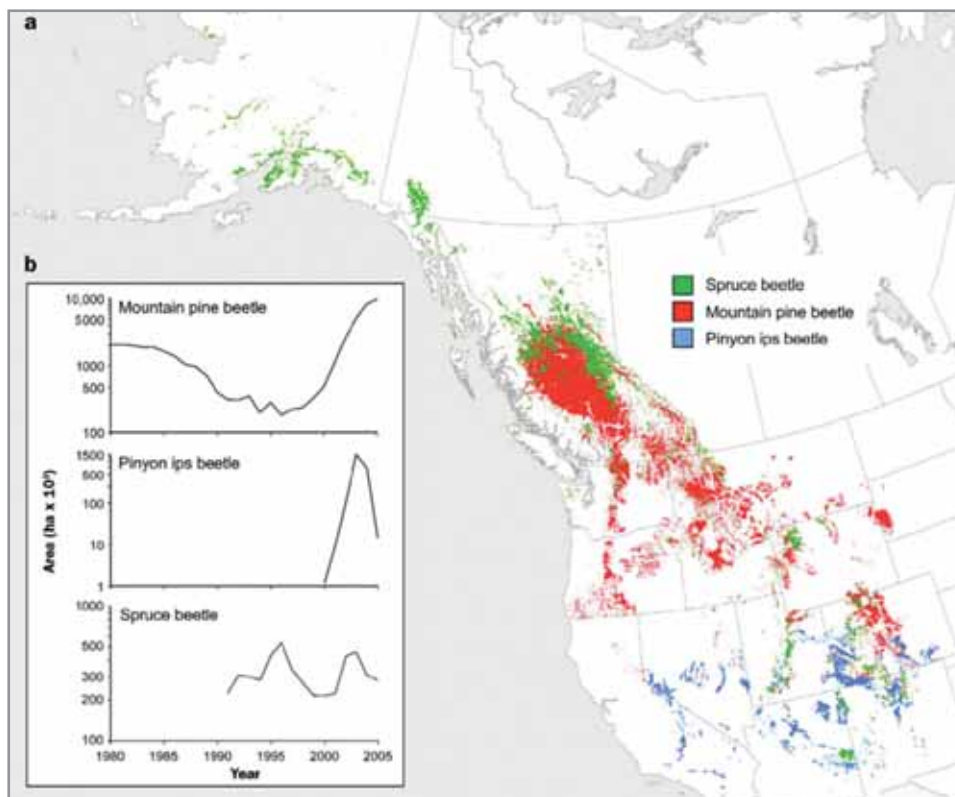 a
Spruce beetle
Mountain pine beetle
Pinyon ips beetle
b
Mountain pine beetle
10,000
5000
1000
500
100
Pinyon ips beetle
1500
100
10
1
Spruce beetle
1000
500
300
200
100
Area (ha x 10³)
1980 1985 1990 1995 2000 2005
Year